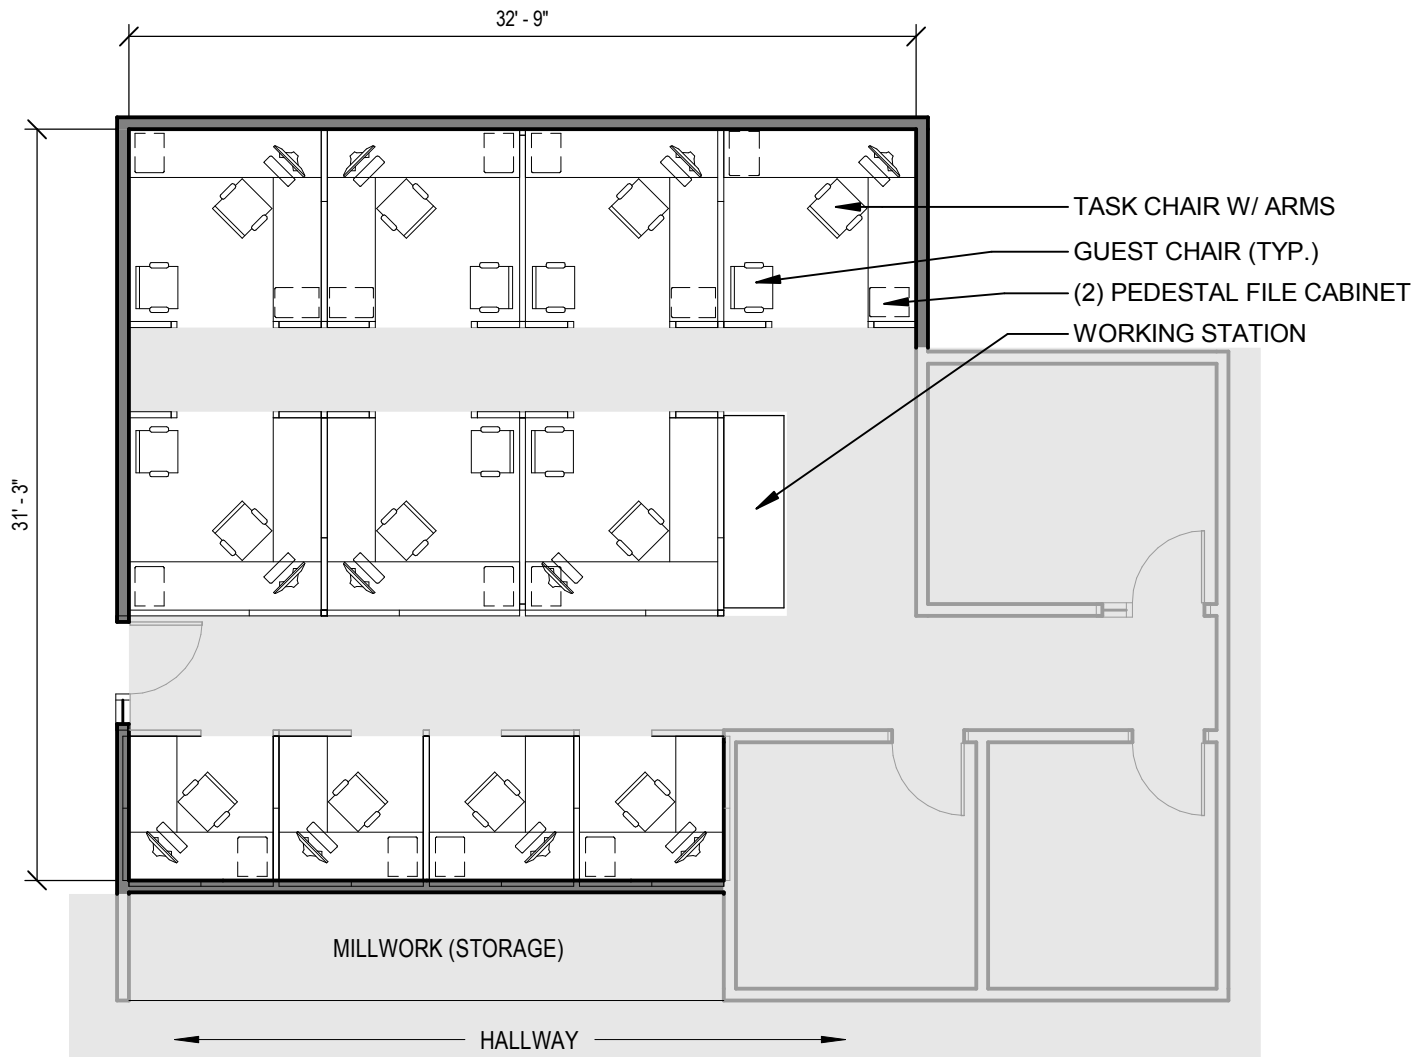 32' - 9"
TASK CHAIR W/ ARMS
GUEST CHAIR (TYP.)
(2) PEDESTAL FILE CABINET
WORKING STATION
31' - 3"
MILLWORK (STORAGE)
HALLWAY